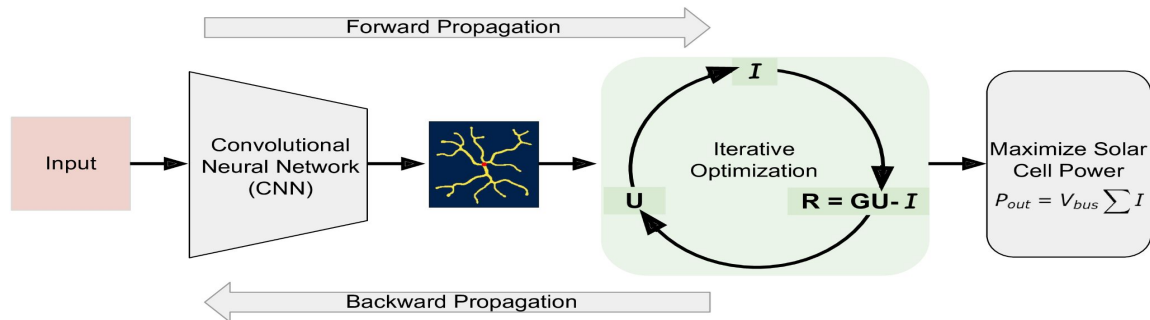 Forward Propagation
Input
Convolutional
Neural Network
(CNN)
I
Iterative
Optimization
U
R = GU- I
Maximize Solar
Cell Power
P_out = V_bus ∑ I
Backward Propagation